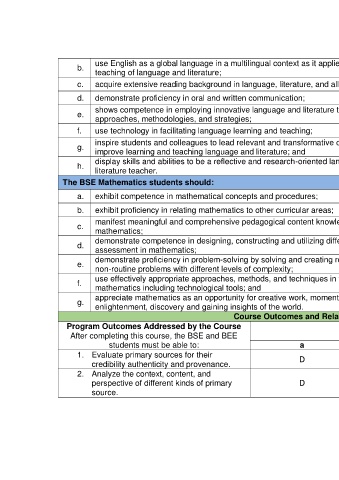 b. use English as a global language in a multilingual context as it applie
teaching of language and literature;
c. acquire extensive reading background in language, literature, and all
d. demonstrate proficiency in oral and written communication;
e. shows competence in employing innovative language and literature t
approaches, methodologies, and strategies;
f. use technology in facilitating language learning and teaching;
g. inspire students and colleagues to lead relevant and transformative c
improve learning and teaching language and literature; and
h. display skills and abilities to be a reflective and research-oriented lan
literature teacher.
The BSE Mathematics students should:
a. exhibit competence in mathematical concepts and procedures;
b. exhibit proficiency in relating mathematics to other curricular areas;
c. manifest meaningful and comprehensive pedagogical content knowle
mathematics;
d. demonstrate competence in designing, constructing and utilizing diffe
assessment in mathematics;
e. demonstrate proficiency in problem-solving by solving and creating r
non-routine problems with different levels of complexity;
f. use effectively appropriate approaches, methods, and techniques in
mathematics including technological tools; and
g. appreciate mathematics as an opportunity for creative work, moment
enlightenment, discovery and gaining insights of the world.
Course Outcomes and Rela
Program Outcomes Addressed by the Course
After completing this course, the BSE and BEE
students must be able to:
a
1. Evaluate primary sources for their
credibility authenticity and provenance.
D
2. Analyze the context, content, and
perspective of different kinds of primary
source.
D